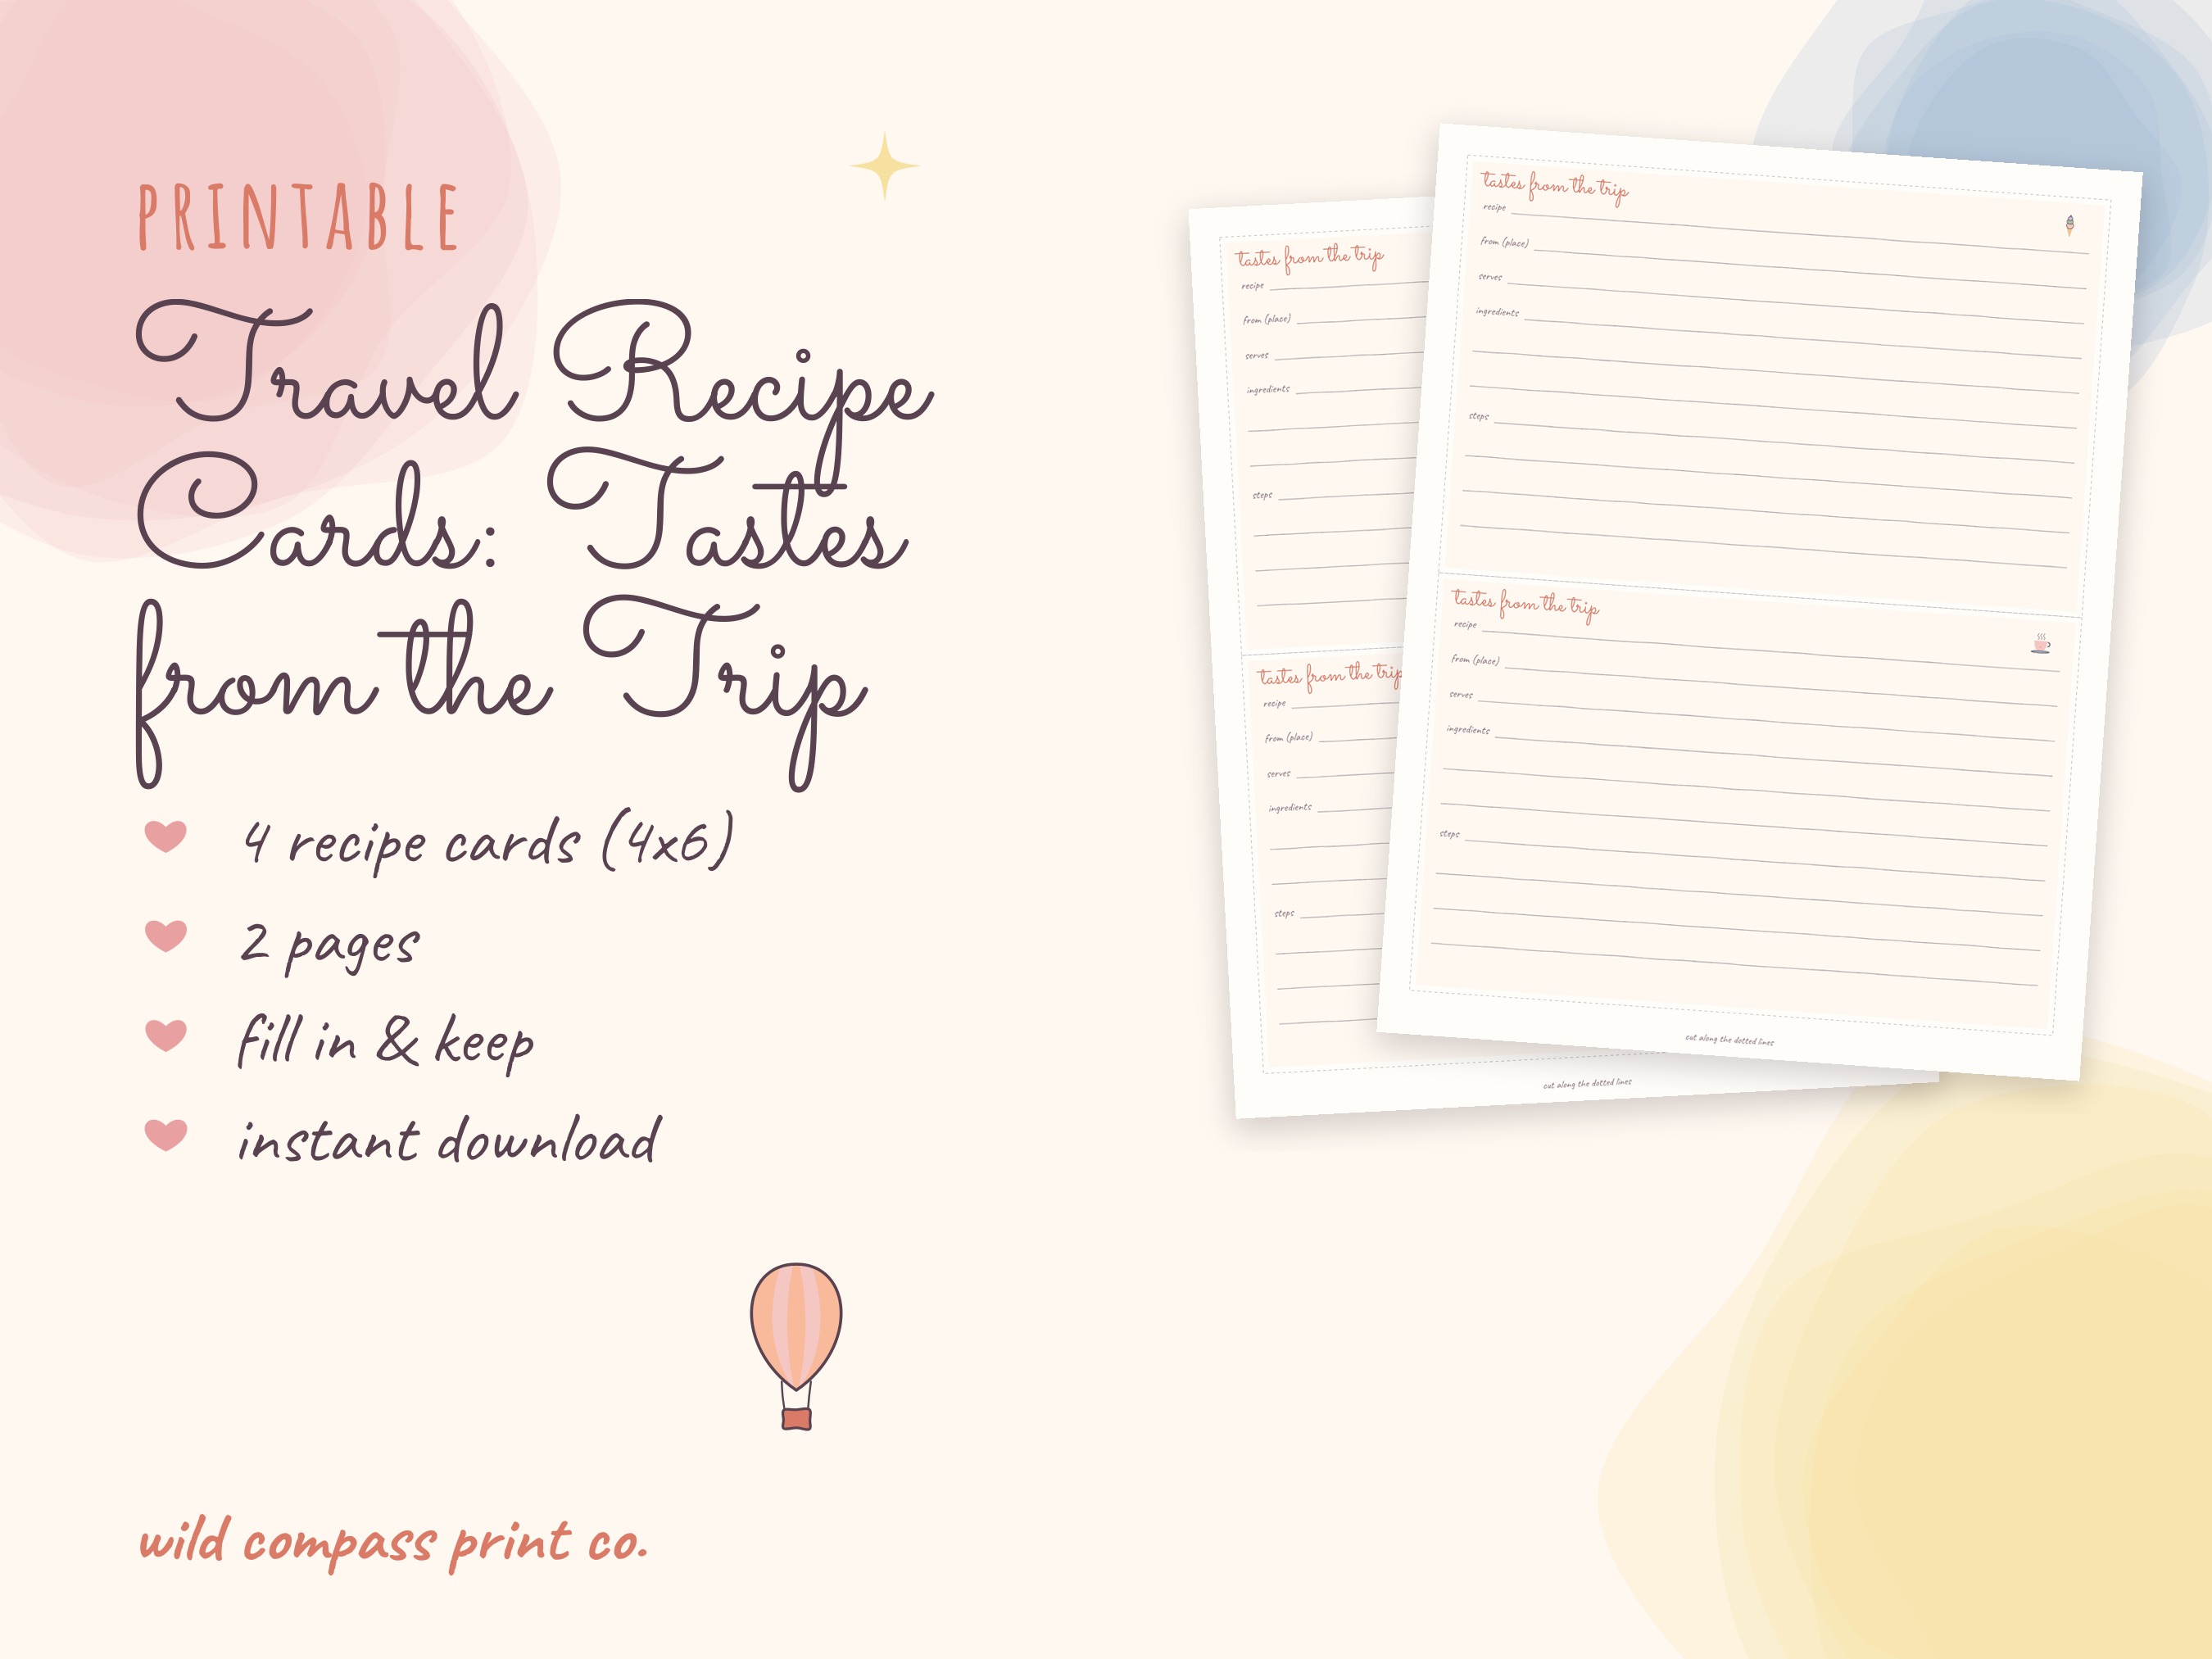 PRINTABLE
Travel Recipe
Cards: Tastes
from the Trip
4 recipe cards (4x6)
2 pages
fill in & keep
instant download
wild compass print co.
tastes from the trip
recipe
from (place)
serves
ingredients
steps
tastes from the trip
recipe
from (place)
serves
ingredients
steps
cut along the dotted lines
tastes from the trip
recipe
from (place)
serves
ingredients
steps
tastes from the trip
recipe
from (place)
serves
ingredients
steps
cut along the dotted lines